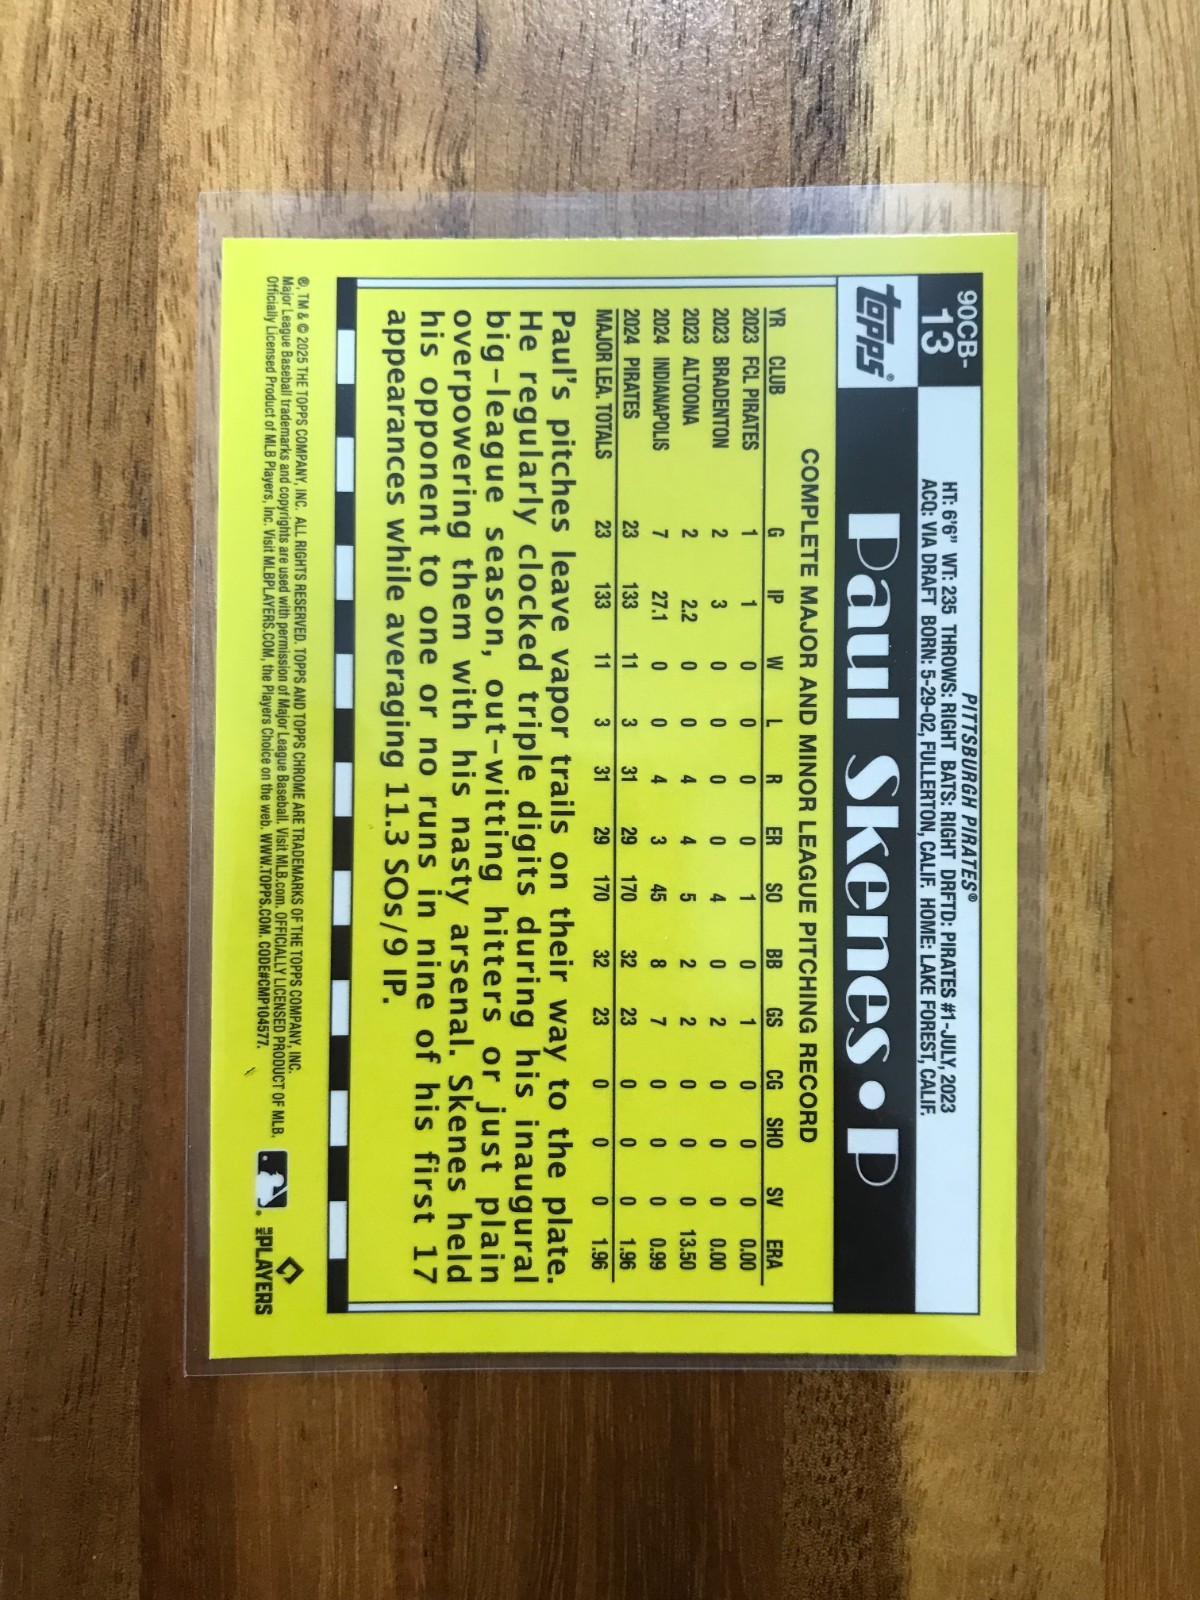 90CB-
13
PITTSBURGH PIRATES®
HT: 6'6" WT: 235 THROWS: RIGHT BATS: RIGHT DRFTD: PIRATES #1-JULY, 2023
ACQ: VIA DRAFT BORN: 5-29-02, FULLERTON, CALIF. HOME: LAKE FOREST, CALIF.
topps®
Paul Skenes • P
COMPLETE MAJOR AND MINOR LEAGUE PITCHING RECORD
YR CLUB G IP W L R ER SO BB GS CG SHO SV ERA
2023 FCL PIRATES 1 1 0 0 0 0 1 0 1 0 0 0 0.00
2023 BRADENTON 2 3 0 0 0 0 4 0 2 0 0 0 0.00
2023 ALTOONA 2 2.2 0 0 4 4 5 2 2 0 0 0 13.50
2024 INDIANAPOLIS 7 27.1 0 0 4 3 45 8 7 0 0 0 0.99
2024 PIRATES 23 133 11 3 31 29 170 32 23 0 0 0 1.96
MAJOR LEA. TOTALS 23 133 11 3 31 29 170 32 23 0 0 0 1.96
Paul's pitches leave vapor trails on their way to the plate.
He regularly clocked triple digits during his inaugural
big-league season, out-witting hitters or just plain
overpowering them with his nasty arsenal. Skenes held
his opponent to one or no runs in nine of his first 17
appearances while averaging 11.3 SOs/9 IP.
®, TM & © 2025 THE TOPPS COMPANY, INC. ALL RIGHTS RESERVED. TOPPS AND TOPPS CHROME ARE TRADEMARKS OF THE TOPPS COMPANY, INC.
Major League Baseball trademarks and copyrights are used with permission of Major League Baseball. Visit MLB.com. OFFICIALLY LICENSED PRODUCT OF MLB.
Officially Licensed Product of MLB Players, Inc. Visit MLBPLAYERS.COM, the Players Choice on the web. WWW.TOPPS.COM. CODE#CMP104577.
MLB PLAYERS